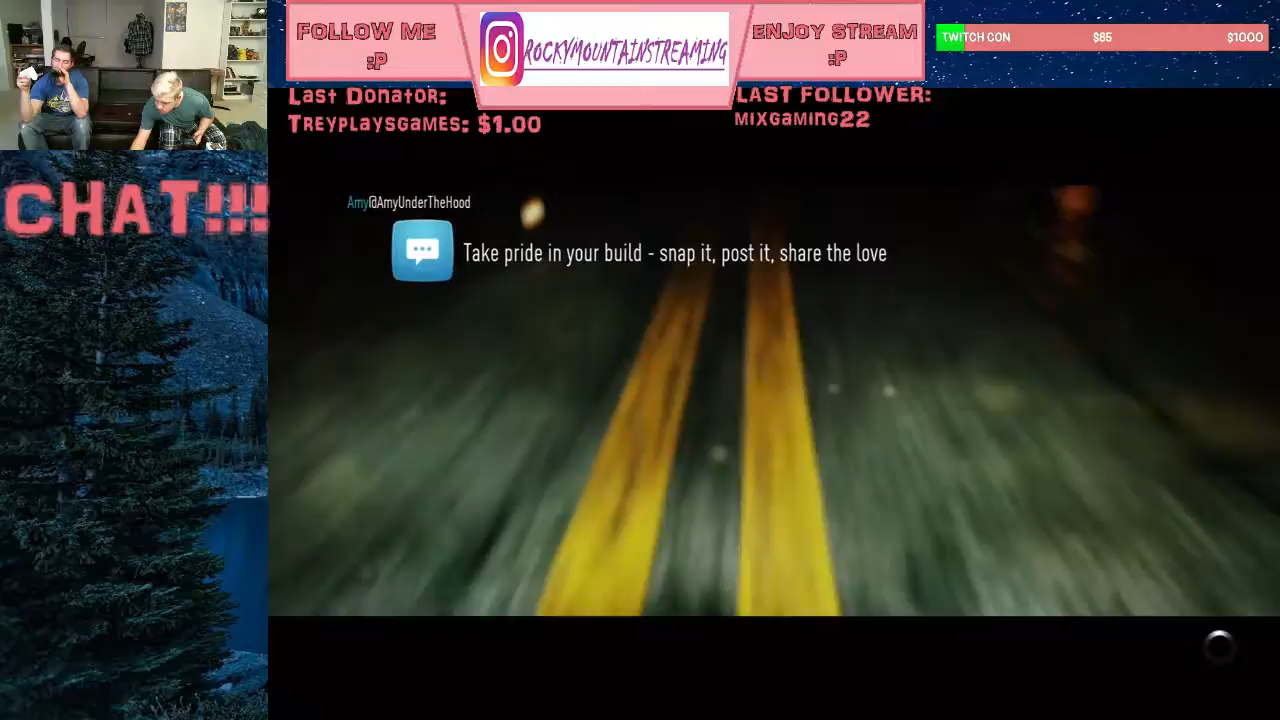 FOLLOW ME
:P
ROCKYMOUNTAINSTREAMING
ENJOY STREAM
:P
TWITCH CON $85 $1000
Last Donator:
Treyplaysgames: $1.00
LAST FOLLOWER:
mixgaming22
CHAT!!!
Amy@AmyUnderTheHood
Take pride in your build - snap it, post it, share the love